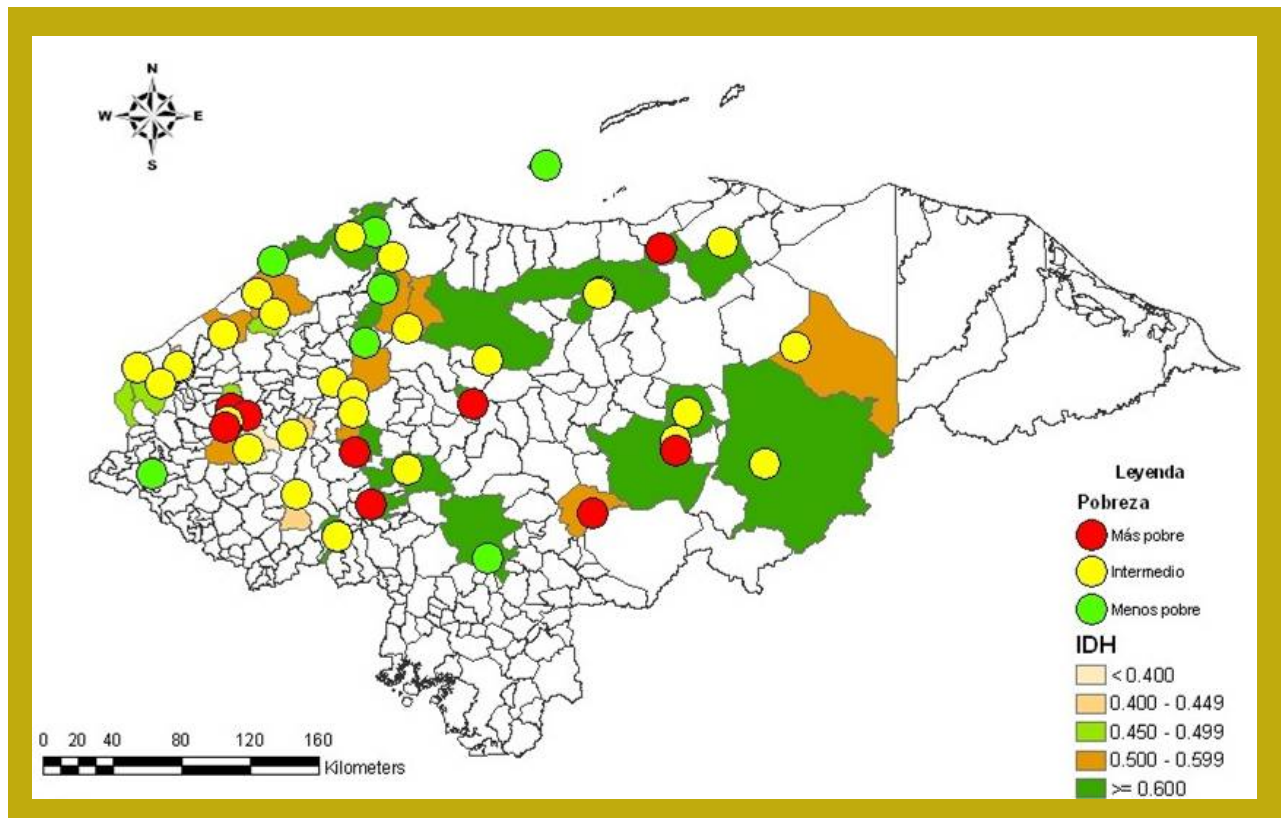 N
W E
S
Leyenda
Pobreza
Más pobre
Intermedio
Menos pobre
IDH
< 0.400
0.400 - 0.449
0.450 - 0.499
0.500 - 0.599
>= 0.600
0 20 40 80 120 160
Kilometers